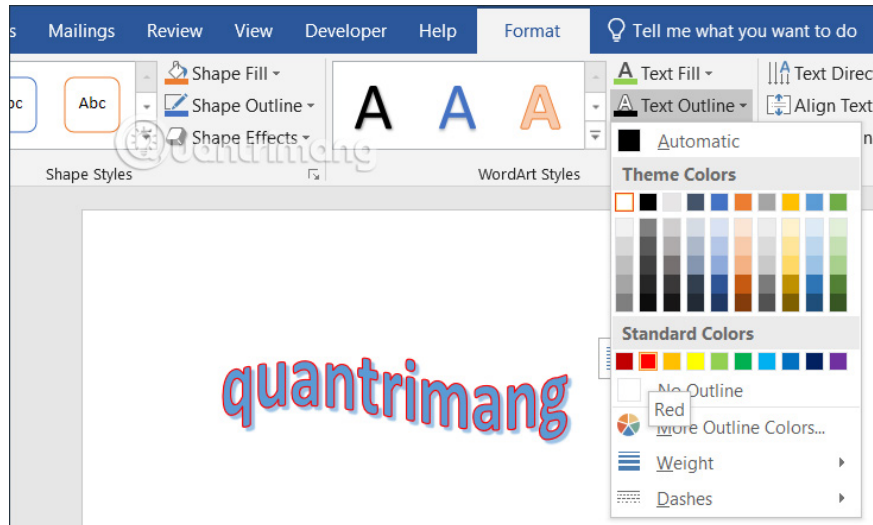 s Mailings Review View Developer Help Format Tell me what you want to do
bc Abc Shape Fill A A A A Text Fill A Text Direc
Shape Outline A Text Outline Align Text
Shape Effects n
@Quantrimang
Shape Styles WordArt Styles
Automatic
Theme Colors
Standard Colors
No Outline
Red
More Outline Colors...
Weight
Dashes
quantrimang